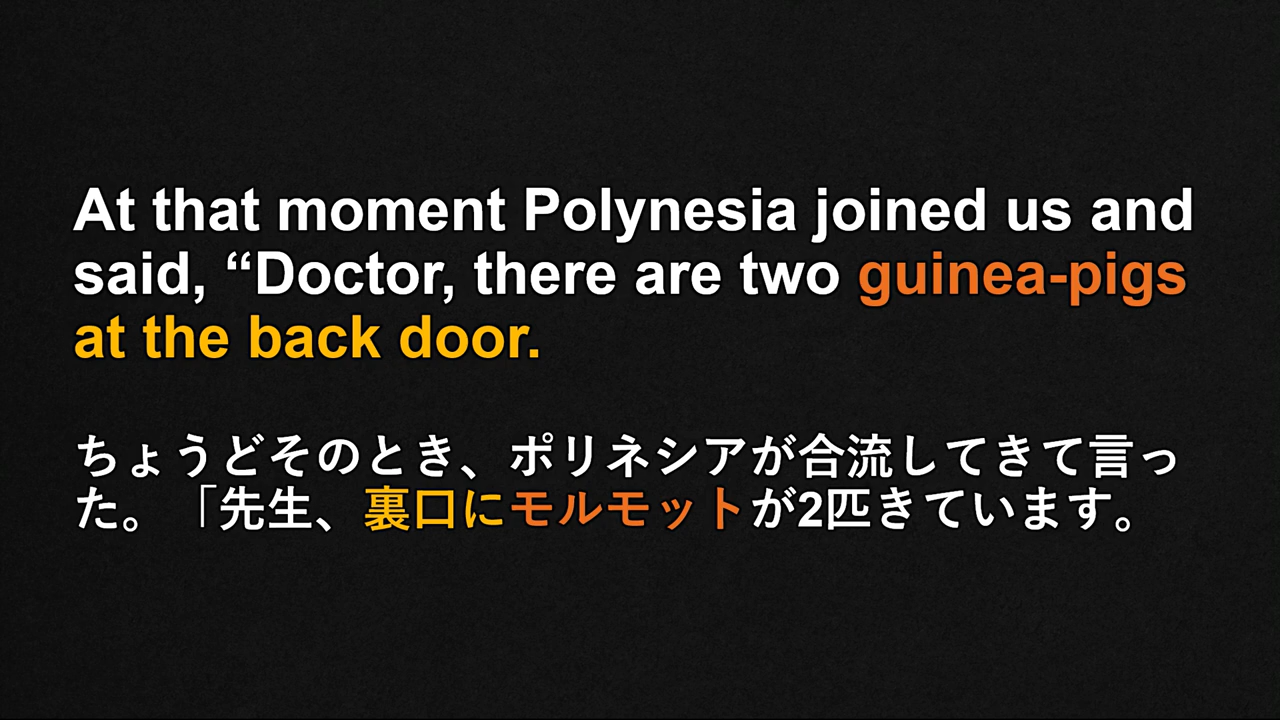 At that moment Polynesia joined us and
said, “Doctor, there are two guinea-pigs
at the back door.
ちょうどそのとき、ポリネシアが合流してきて言っ
た。「先生、裏口にモルモットが2匹きています。